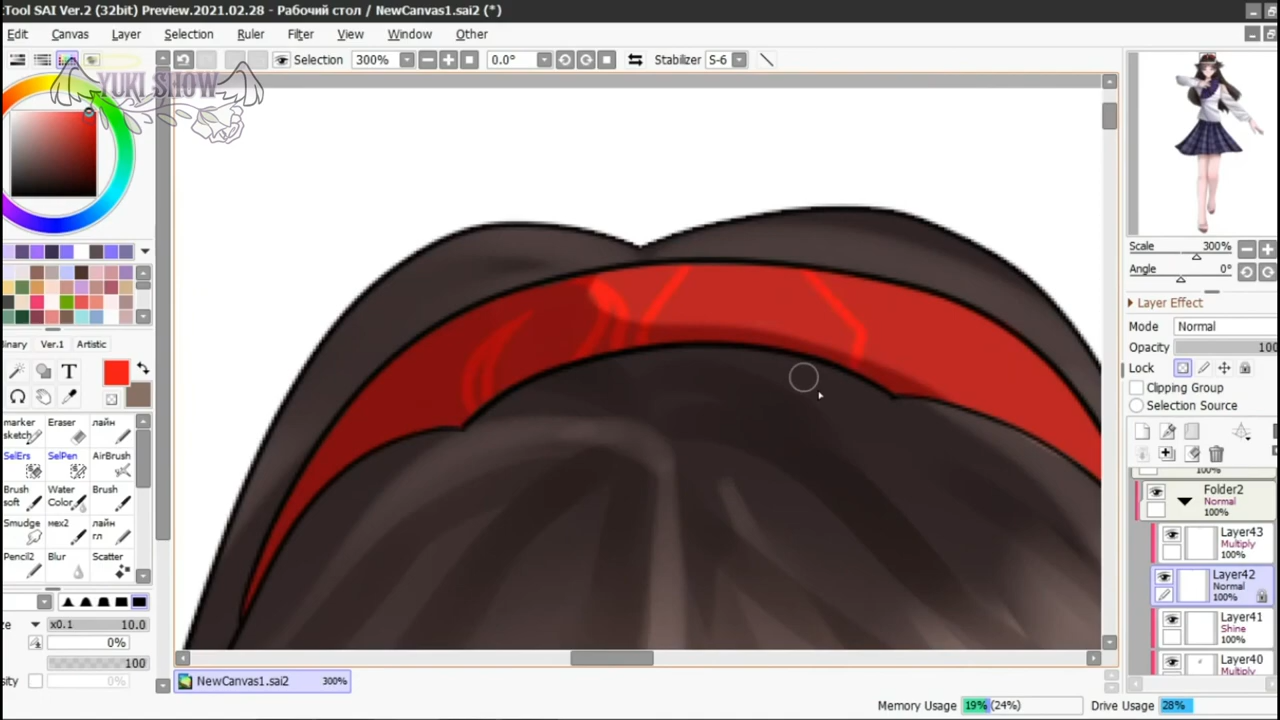 Tool SAI Ver.2 (32bit) Preview.2021.02.28 - Рабочий стол / NewCanvas1.sai2 (*)
Edit Canvas Layer Selection Ruler Filter View Window Other
Selection 300% 0.0° Stabilizer S-6
YUKI SHOW
Scale 300%
Angle 0°
Layer Effect
Mode Normal
Opacity 100
Lock
Clipping Group
Selection Source
100%
Folder2
Normal
100%
Layer43
Multiply
100%
Layer42
Normal
100%
Layer41
Shine
100%
Layer40
Multiply
inary Ver.1 Artistic
T
marker sketch Eraser лайн
SelErs SelPen AirBrush
Brush soft Water Color Brush
Smudge мех2 лайн гл
Pencil2 Blur Scatter
ze x0.1 10.0
0%
100
sity
NewCanvas1.sai2 300%
Memory Usage 19% (24%) Drive Usage 28%